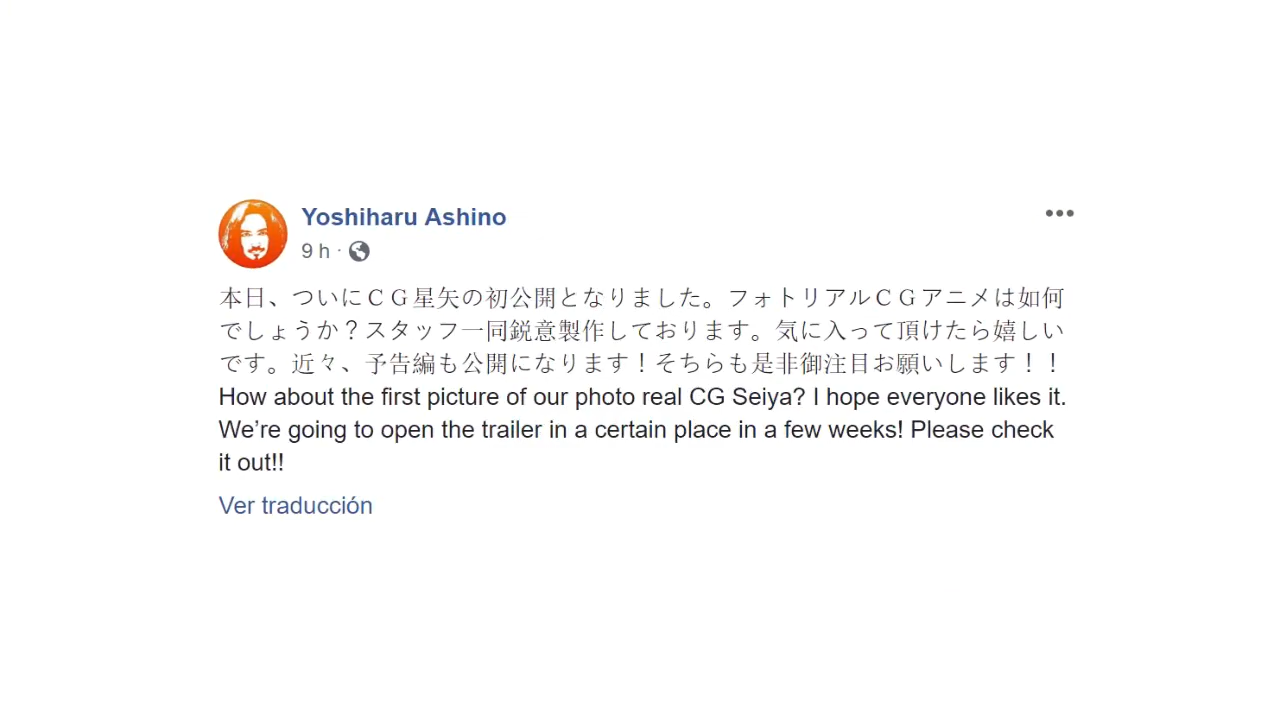 Yoshiharu Ashino
9 h ·
本日、ついにＣＧ星矢の初公開となりました。フォトリアルＣＧアニメは如何
でしょうか？スタッフ一同鋭意製作しております。気に入って頂けたら嬉しい
です。近々、予告編も公開になります！そちらも是非御注目お願いします！！
How about the first picture of our photo real CG Seiya? I hope everyone likes it.
We’re going to open the trailer in a certain place in a few weeks! Please check
it out!!
Ver traducción